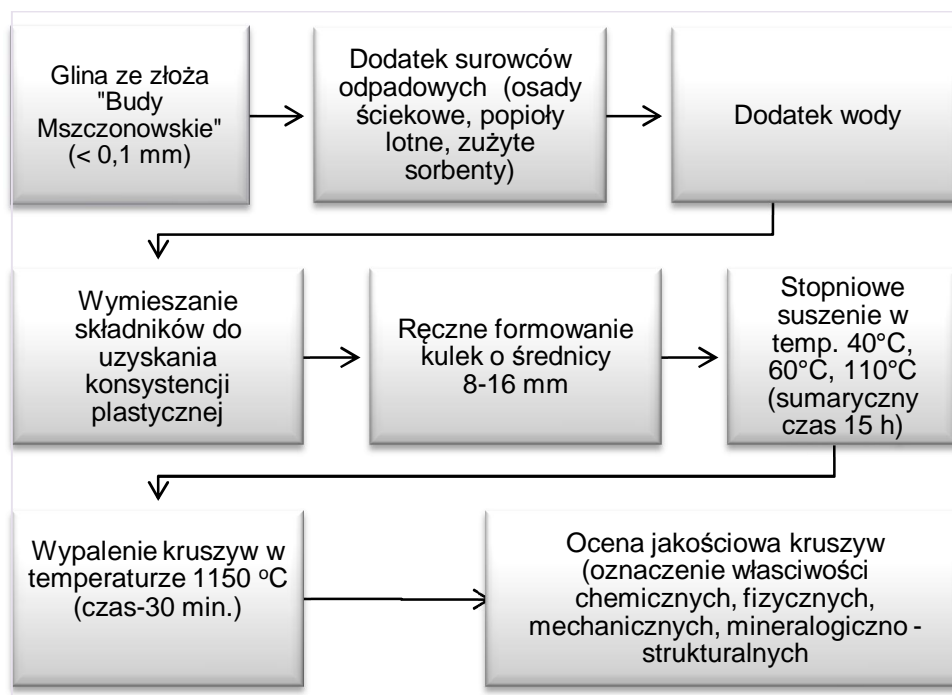 Glina ze złoża
"Budy
Mszczonowskie"
(< 0,1 mm)
Dodatek surowców
odpadowych (osady
ściekowe, popioły
lotne, zużyte
sorbenty)
Dodatek wody
Wymieszanie
składników do
uzyskania
konsystencji
plastycznej
Ręczne formowanie
kulek o średnicy
8-16 mm
Stopniowe
suszenie w
temp. 40°C,
60°C, 110°C
(sumaryczny
czas 15 h)
Wypalenie kruszyw w
temperaturze 1150 ºC
(czas-30 min.)
Ocena jakościowa kruszyw
(oznaczenie własciwości
chemicznych, fizycznych,
mechanicznych, mineralogiczno -
strukturalnych